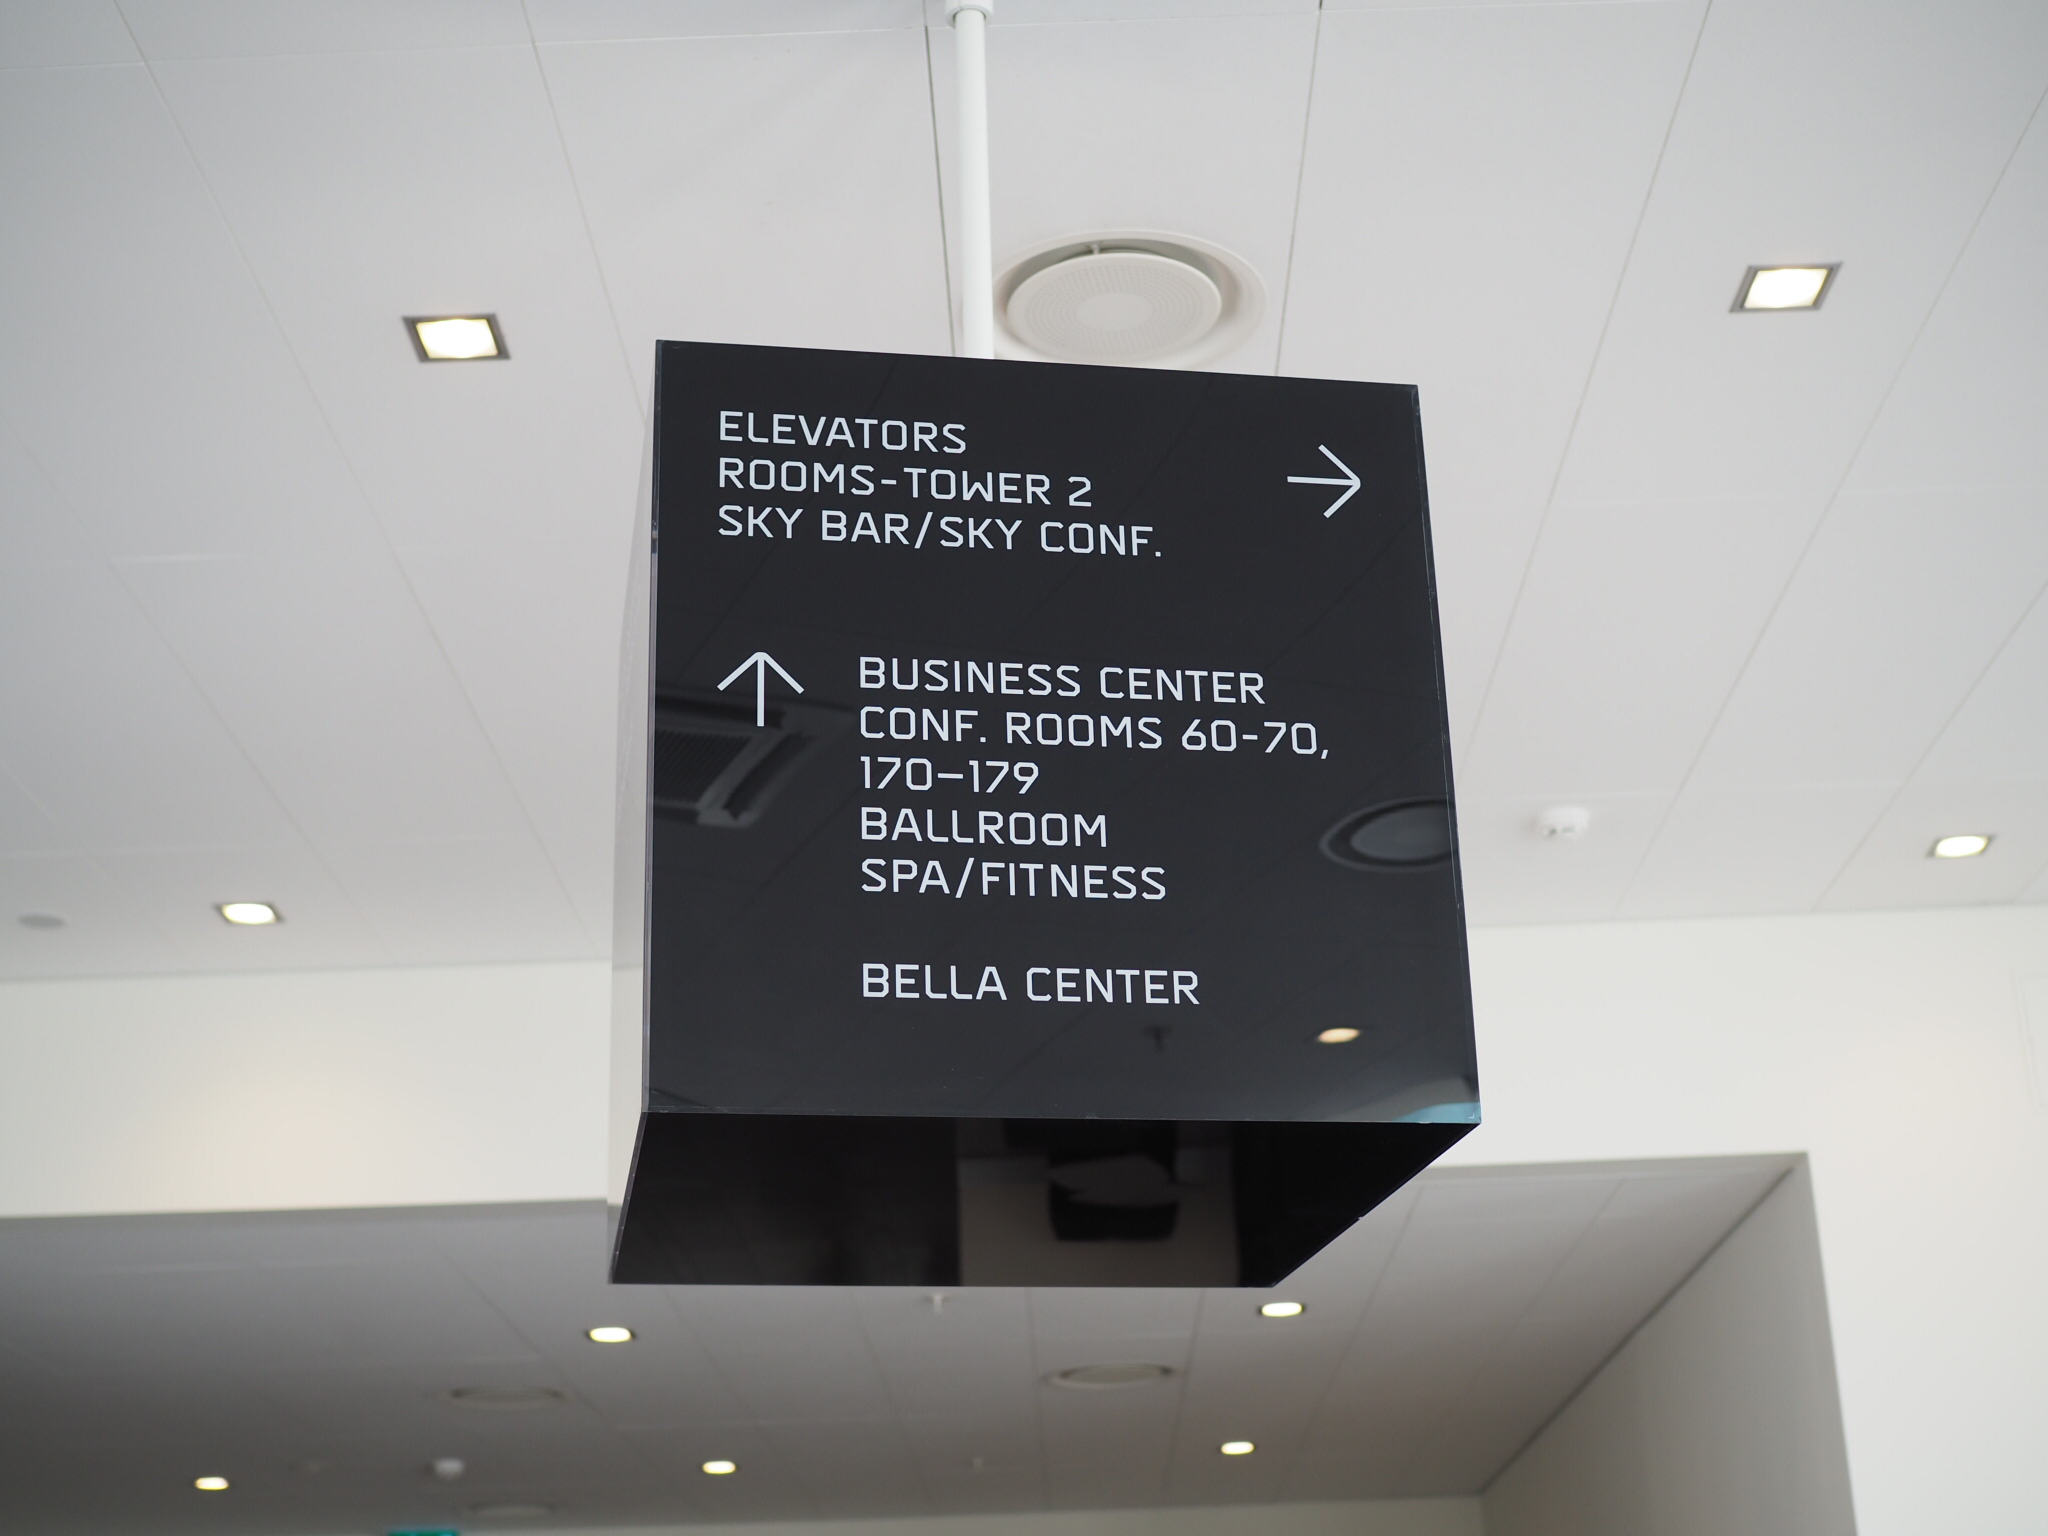 ELEVATORS
ROOMS-TOWER 2
SKY BAR/SKY CONF.
BUSINESS CENTER
CONF. ROOMS 60-70,
170–179
BALLROOM
SPA/FITNESS
BELLA CENTER